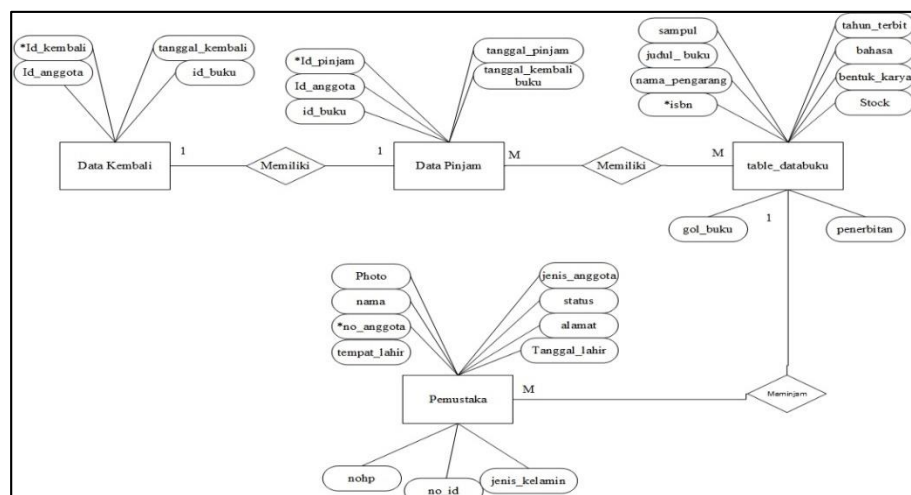 *Id_kembali
Id_anggota
tanggal_kembali
id_buku
Data Kembali
1
Memiliki
1
*Id_pinjam
Id_anggota
id_buku
tanggal_pinjam
tanggal_kembali
buku
Data Pinjam
M
Memiliki
M
sampul
judul_ buku
nama_pengarang
*isbn
tahun_terbit
bahasa
bentuk_karya
Stock
table_databuku
gol_buku
1
penerbitan
Photo
nama
*no_anggota
tempat_lahir
jenis_anggota
status
alamat
Tanggal_lahir
Pemustaka
M
Meminjam
nohp
no_id
jenis_kelamin